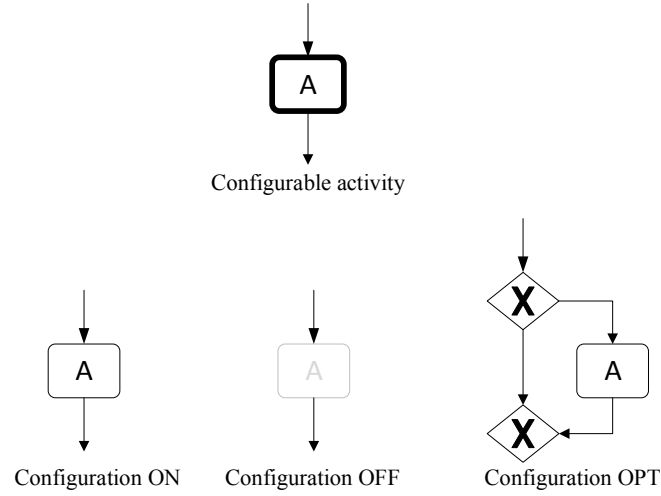 A
Configurable activity
X
A
A
A
X
Configuration ON
Configuration OFF
Configuration OPT